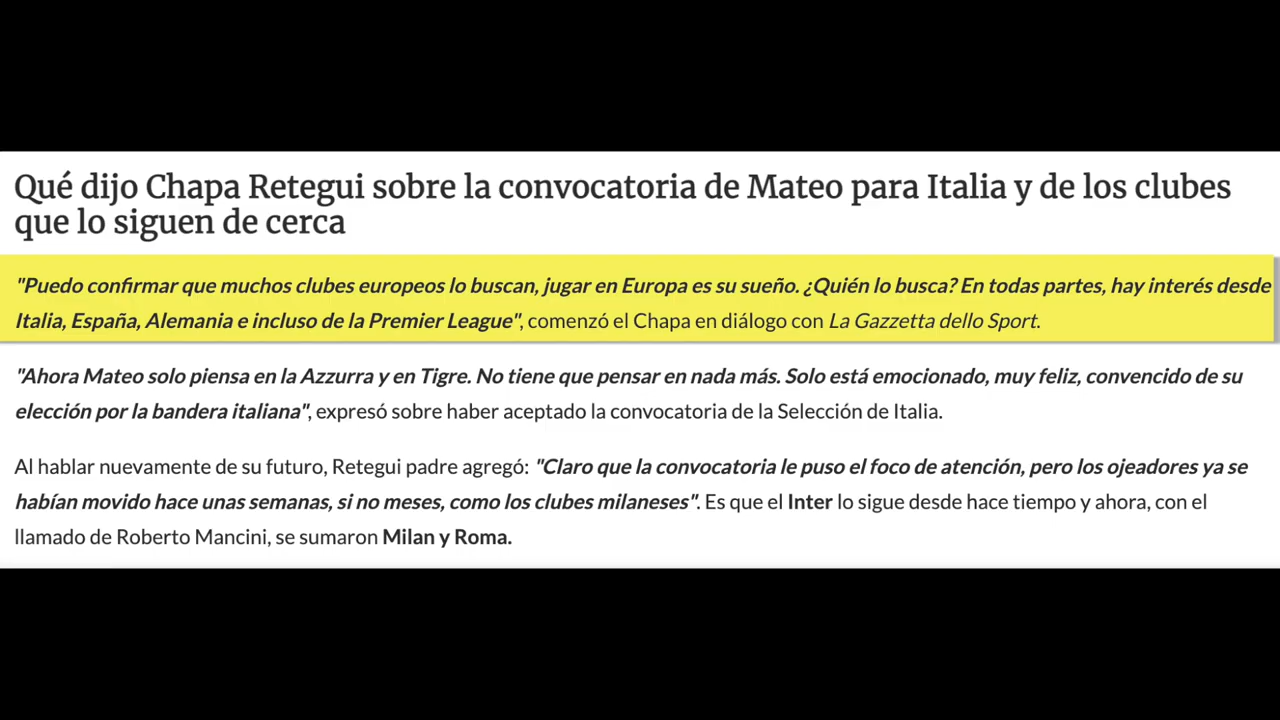 Qué dijo Chapa Retegui sobre la convocatoria de Mateo para Italia y de los clubes
que lo siguen de cerca
"Puedo confirmar que muchos clubes europeos lo buscan, jugar en Europa es su sueño. ¿Quién lo busca? En todas partes, hay interés desde
Italia, España, Alemania e incluso de la Premier League", comenzó el Chapa en diálogo con La Gazzetta dello Sport.
"Ahora Mateo solo piensa en la Azzurra y en Tigre. No tiene que pensar en nada más. Solo está emocionado, muy feliz, convencido de su
elección por la bandera italiana", expresó sobre haber aceptado la convocatoria de la Selección de Italia.
Al hablar nuevamente de su futuro, Retegui padre agregó: "Claro que la convocatoria le puso el foco de atención, pero los ojeadores ya se
habían movido hace unas semanas, si no meses, como los clubes milaneses". Es que el Inter lo sigue desde hace tiempo y ahora, con el
llamado de Roberto Mancini, se sumaron Milan y Roma.